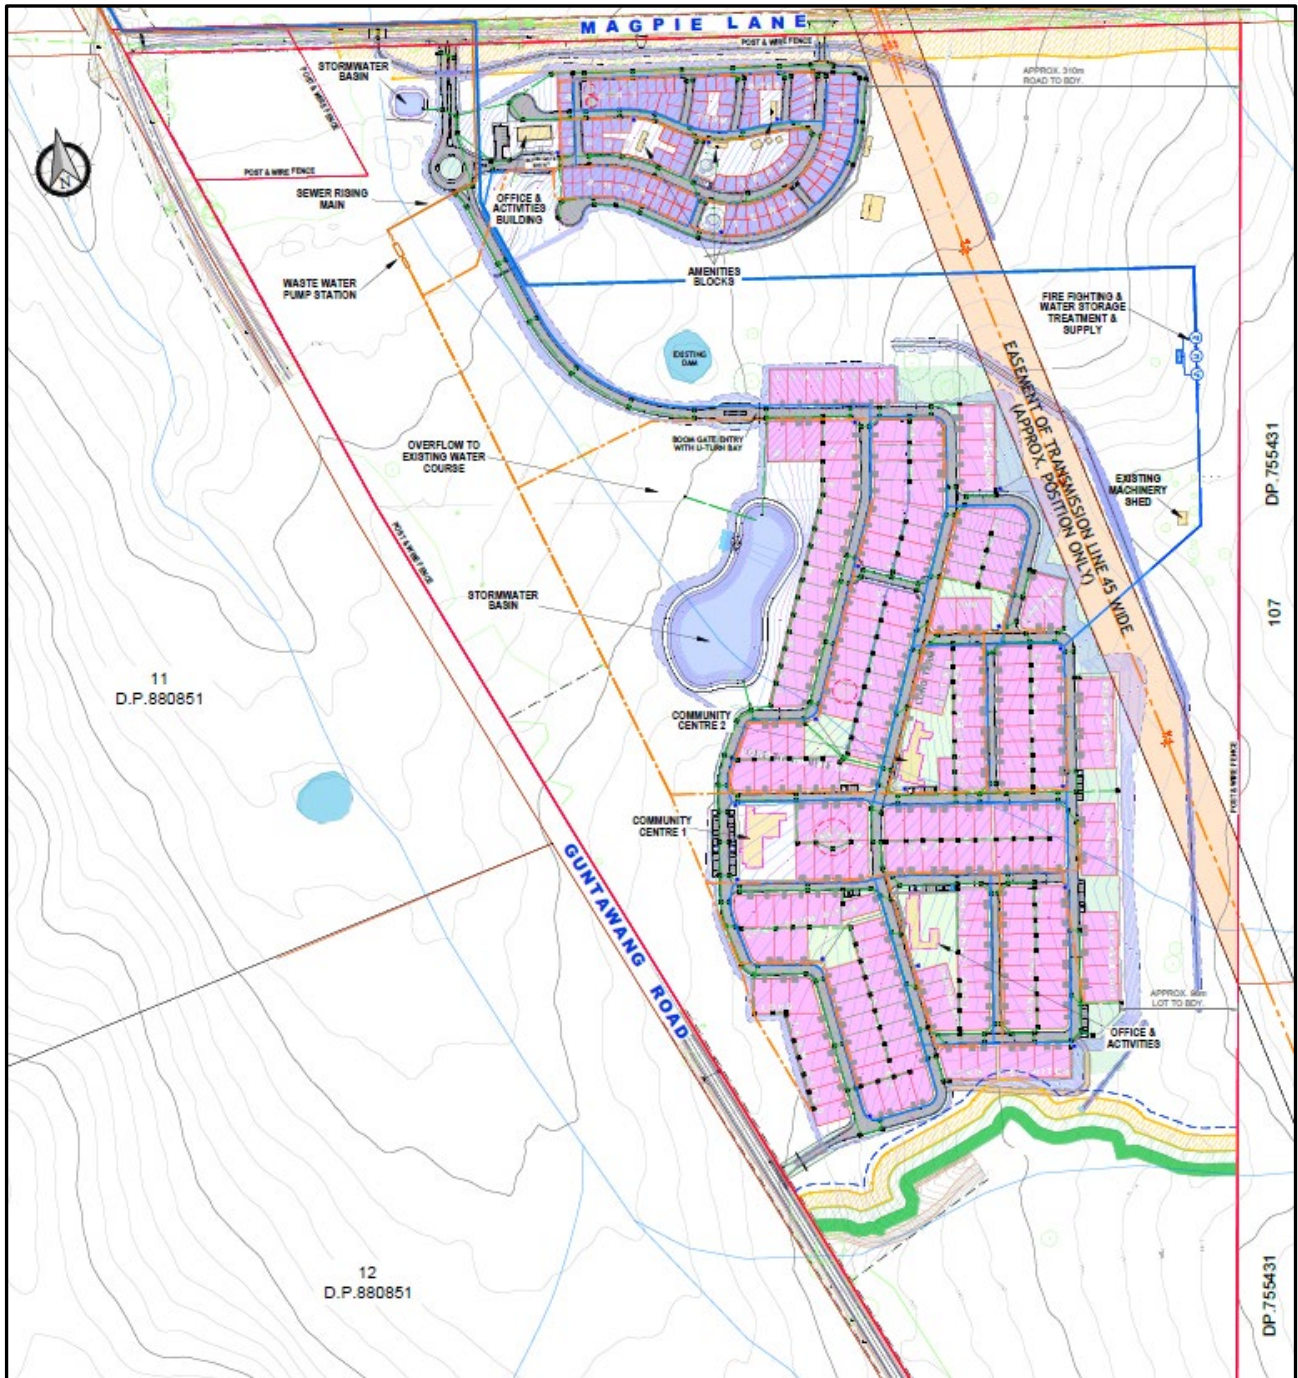 MAGPIE LANE
POST & WIRE FENCE
STORMWATER
BASIN
APPROX. 310m
ROAD TO BDY.
POST & WIRE FENCE
POST & WIRE FENCE
N
SEWER RISING
MAIN
OFFICE &
ACTIVITIES
BUILDING
WASTE WATER
PUMP STATION
AMENITIES
BLOCKS
FIRE FIGHTING &
WATER STORAGE
TREATMENT &
SUPPLY
EXISTING
DAM
EASEMENT OF TRANSMISSION LINE 45 WIDE
(APPROX. POSITION ONLY)
BOOM GATE ENTRY
WITH U-TURN BAY
OVERFLOW TO
EXISTING WATER
COURSE
DP.755431
EXISTING
MACHINERY
SHED
POST & WIRE FENCE
STORMWATER
BASIN
107
11
D.P.880851
COMMUNITY
CENTRE 2
POST & WIRE FENCE
COMMUNITY
CENTRE 1
GUNTAWANG ROAD
LOT TO BDY.
OFFICE &
ACTIVITIES
12
D.P.880851
DP.755431